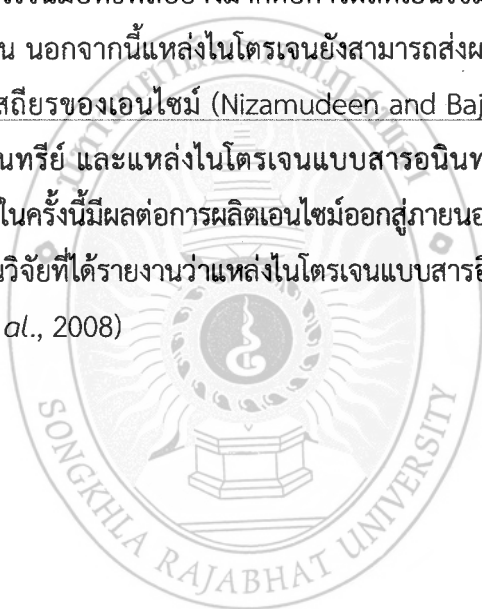 น นอกจากนี้แหล่งไนโตรเจนยังสามารถส่งผ
สถียรของเอนไซม์ (Nizamudeen and Baj
นทรีย์ และแหล่งไนโตรเจนแบบสารอนินท
ในครั้งนี้มีผลต่อการผลิตเอนไซม์ออกสู่ภายนอ
นวิจัยที่ได้รายงานว่าแหล่งไนโตรเจนแบบสารอิ
al., 2008)
SONGKHLA RAJABHAT UNIVERSITY